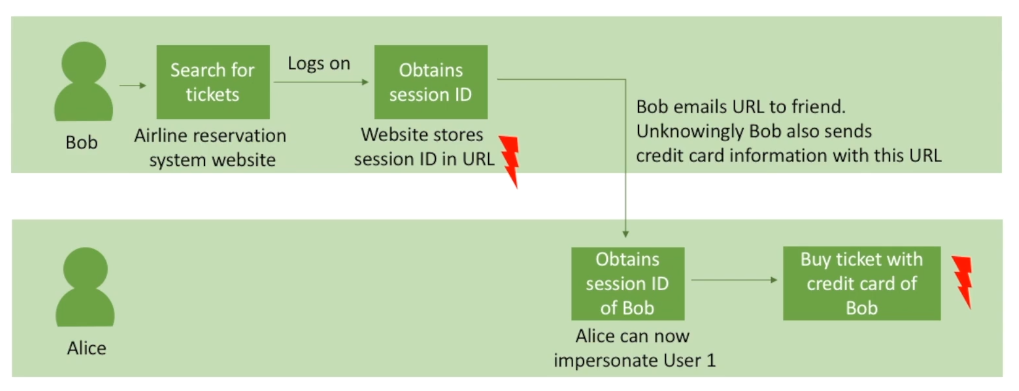 Bob
Search for
tickets
Airline reservation
system website
Logs on
Obtains
session ID
Website stores
session ID in URL
Bob emails URL to friend.
Unknowingly Bob also sends
credit card information with this URL
Alice
Obtains
session ID
of Bob
Alice can now
impersonate User 1
Buy ticket with
credit card of
Bob